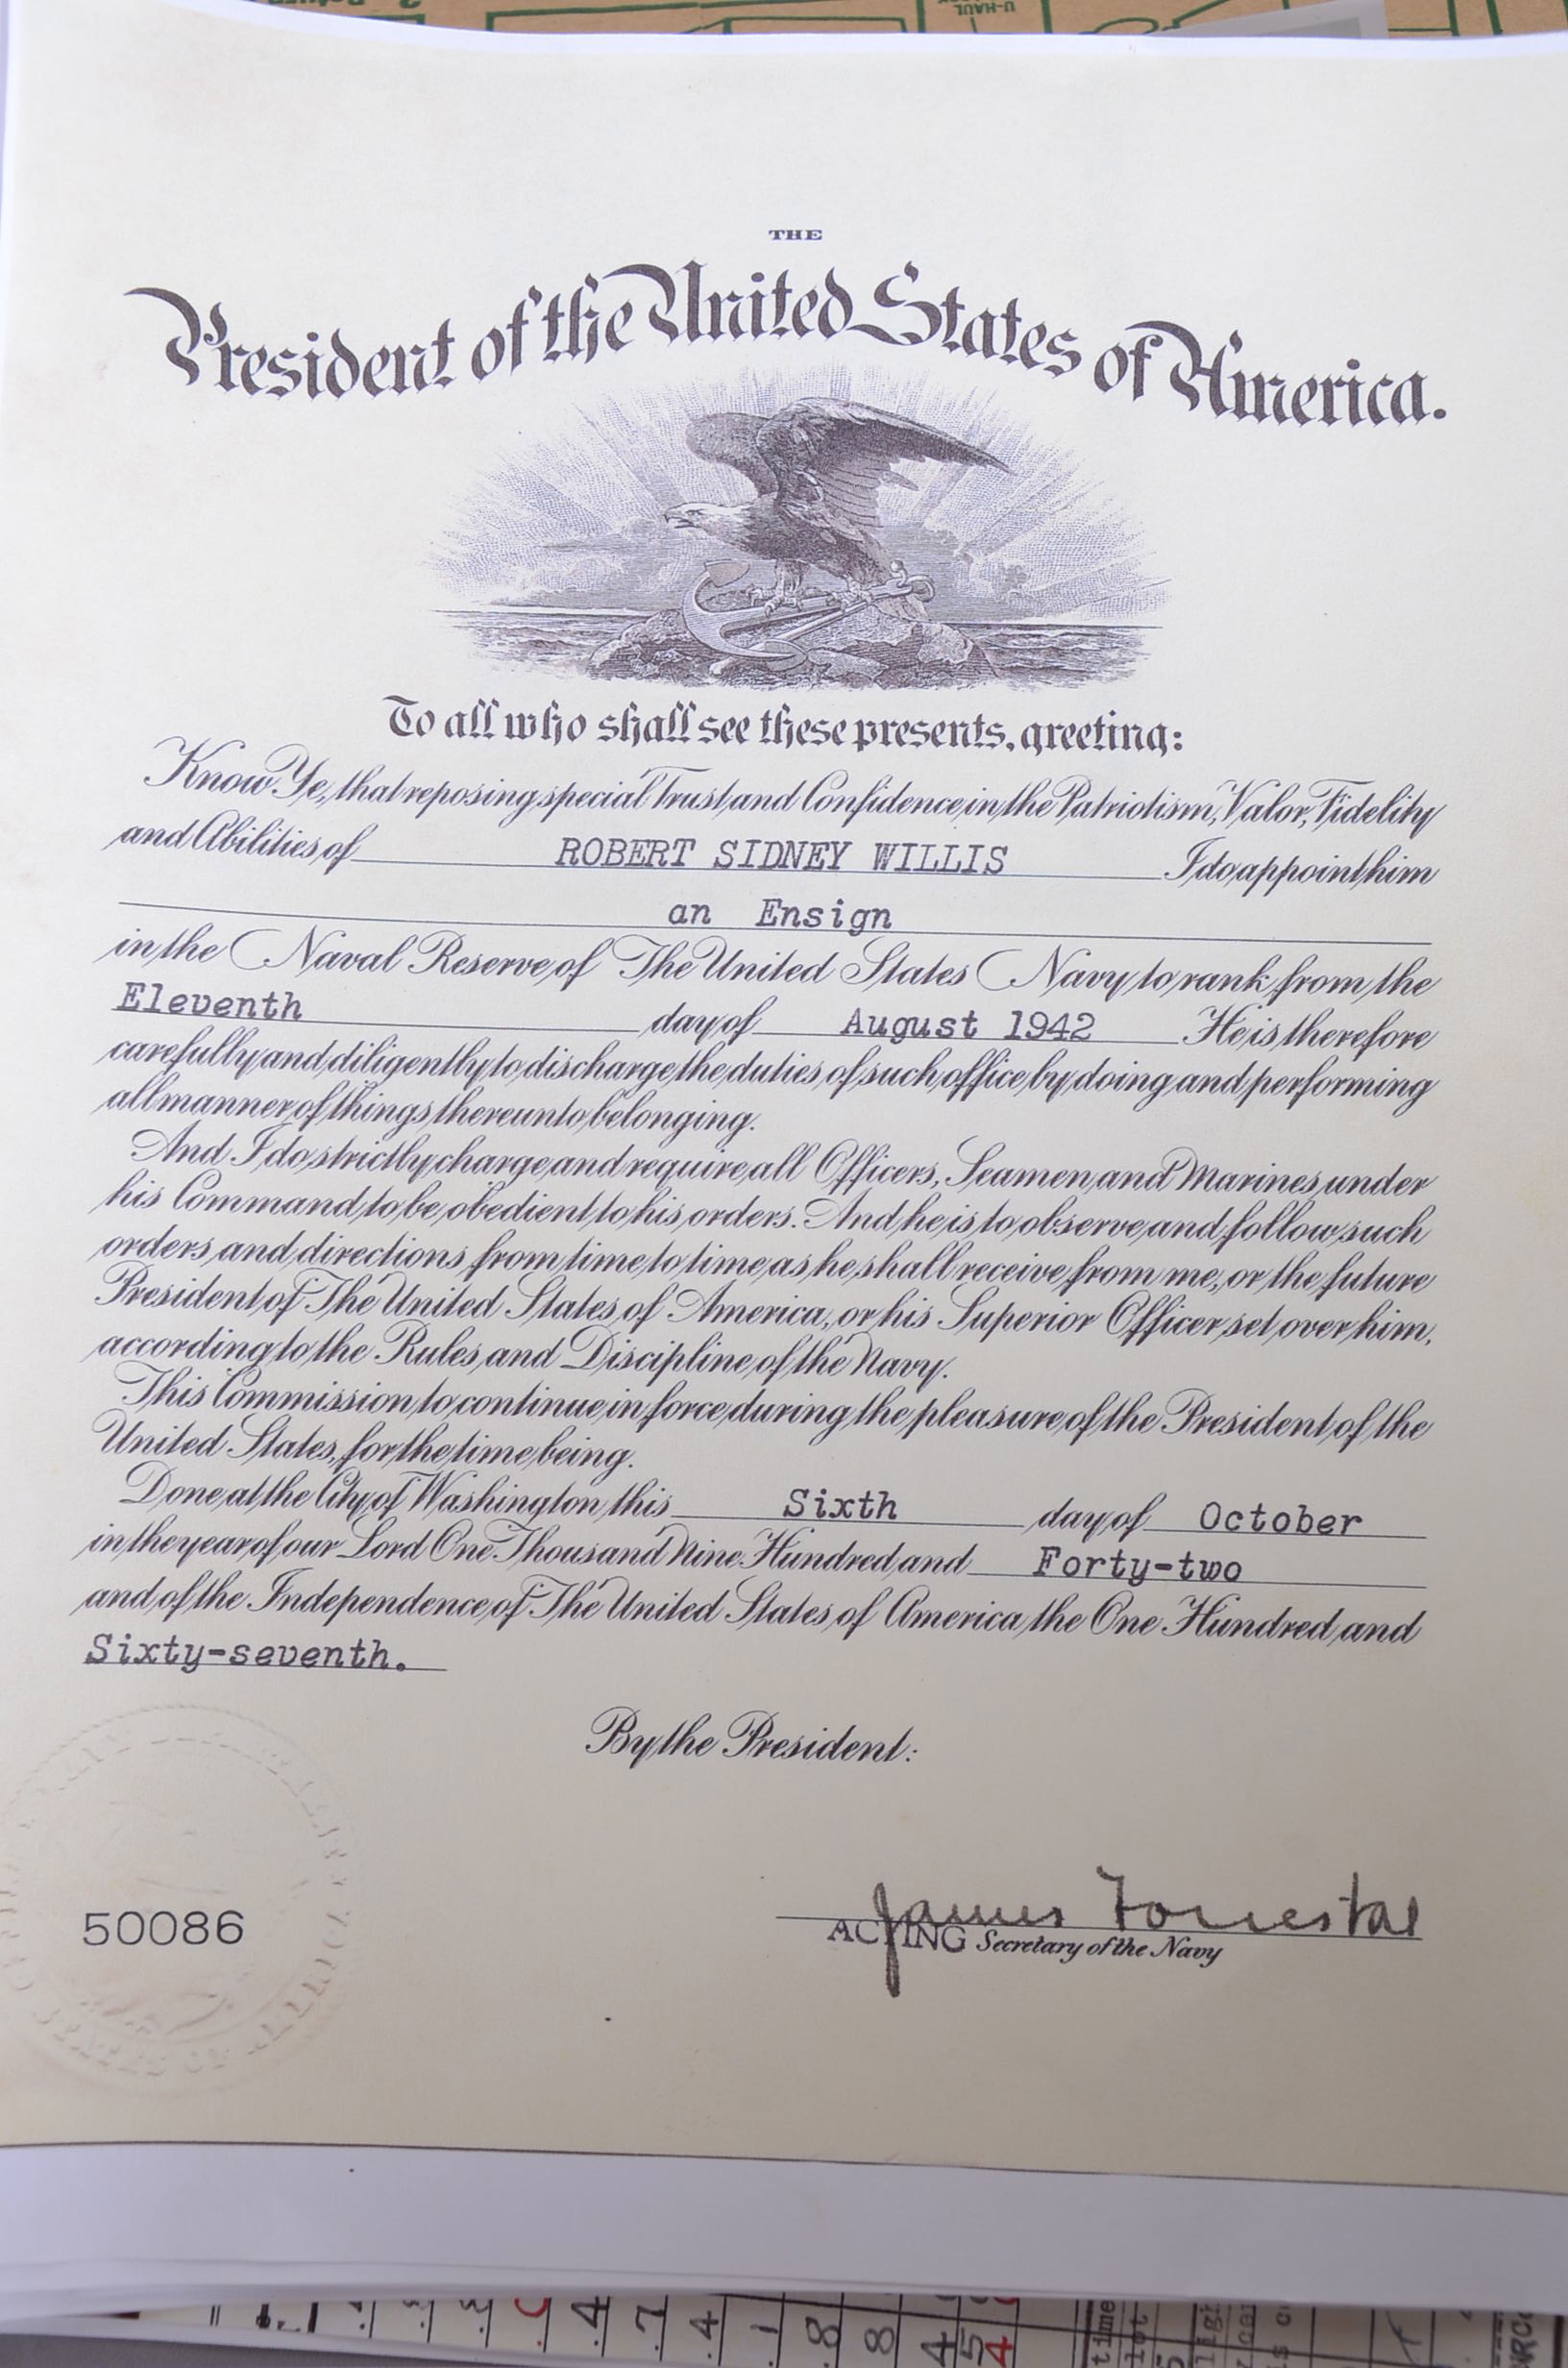 U-HAUL
THE
President of the United States of America.
To all who shall see these presents, greeting:
Know Ye, that reposing special Trust and Confidence in the Patriotism, Valor, Fidelity
and Abilities of ROBERT SIDNEY WILLIS I do appoint him
an Ensign
in the Naval Reserve of The United States Navy to rank from the
Eleventh day of August 1942 He is therefore
carefully and diligently to discharge the duties of such office by doing and performing
all manner of things thereunto belonging.
And I do strictly charge and require all Officers, Seamen and Marines under
his Command to be obedient to his orders. And he is to observe and follow such
orders and directions from time to time as he shall receive from me, or the future
President of The United States of America, or his Superior Officer set over him,
according to the Rules and Discipline of the Navy.
This Commission to continue in force during the pleasure of the President of the
United States, for the time being.
Done at the City of Washington this Sixth day of October
in the year of our Lord One Thousand Nine Hundred and Forty-two
and of the Independence of The United States of America the One Hundred and
Sixty-seventh.
By the President:
James Forrestal
50086
ACTING Secretary of the Navy
.4 .7 .4 .1 .8 8 4 5 4
time